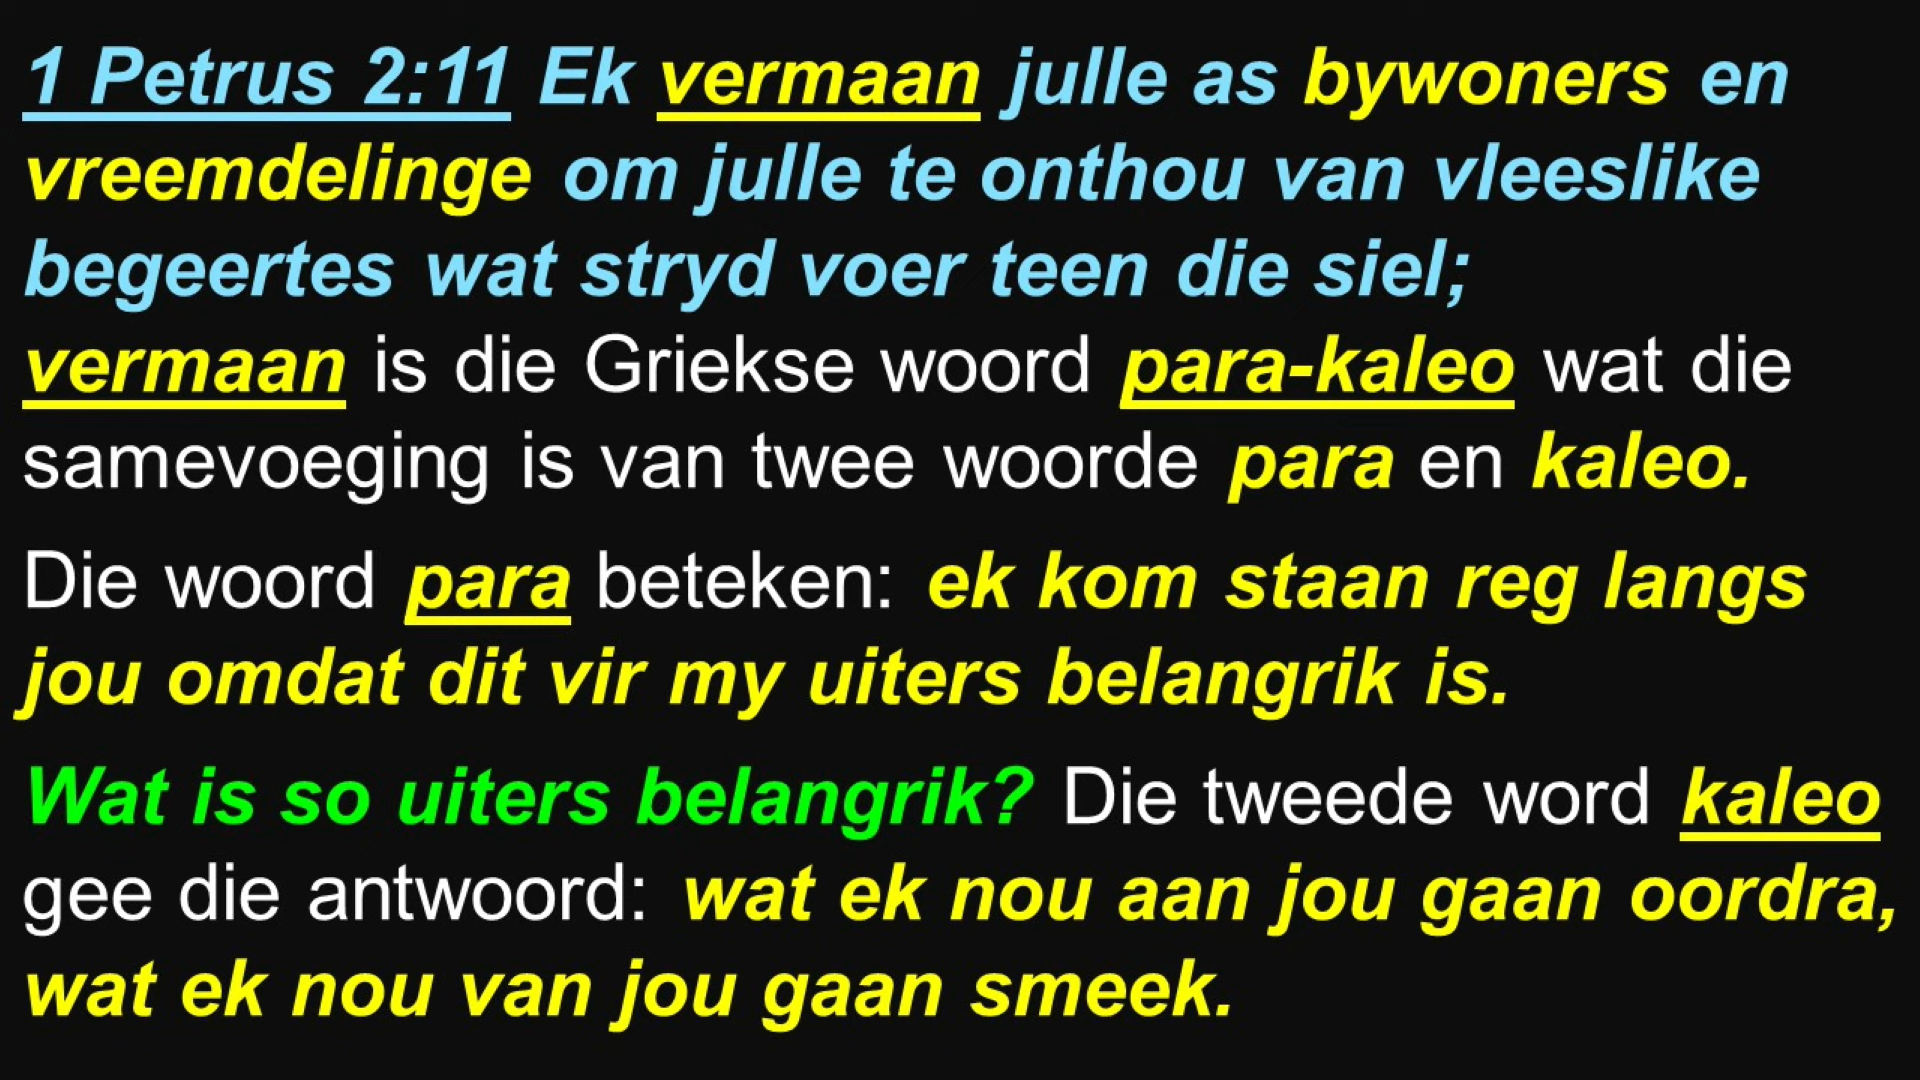 1 Petrus 2:11 Ek vermaan julle as bywoners en
vreemdelinge om julle te onthou van vleeslike
begeertes wat stryd voer teen die siel;
vermaan is die Griekse woord para-kaleo wat die
samevoeging is van twee woorde para en kaleo.
Die woord para beteken: ek kom staan reg langs
jou omdat dit vir my uiters belangrik is.
Wat is so uiters belangrik? Die tweede word kaleo
gee die antwoord: wat ek nou aan jou gaan oordra,
wat ek nou van jou gaan smeek.